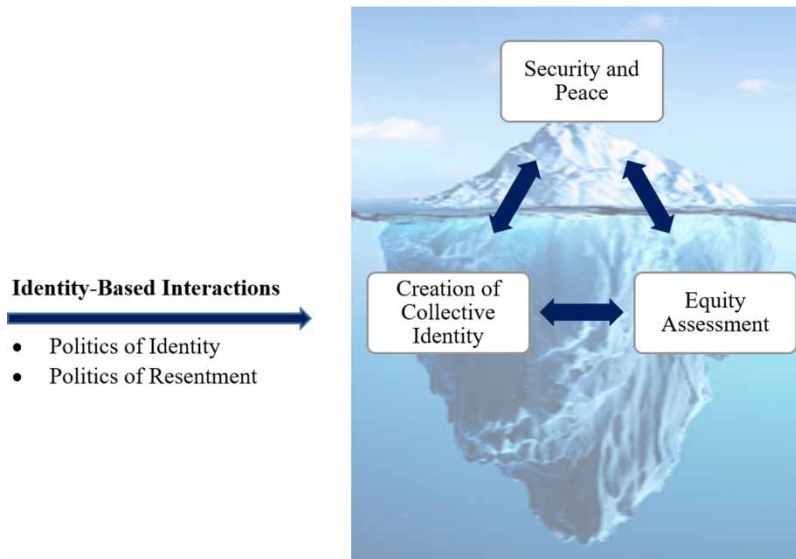 Security and
Peace
Identity-Based Interactions
Creation of
Collective
Identity
Equity
Assessment
• Politics of Identity
• Politics of Resentment